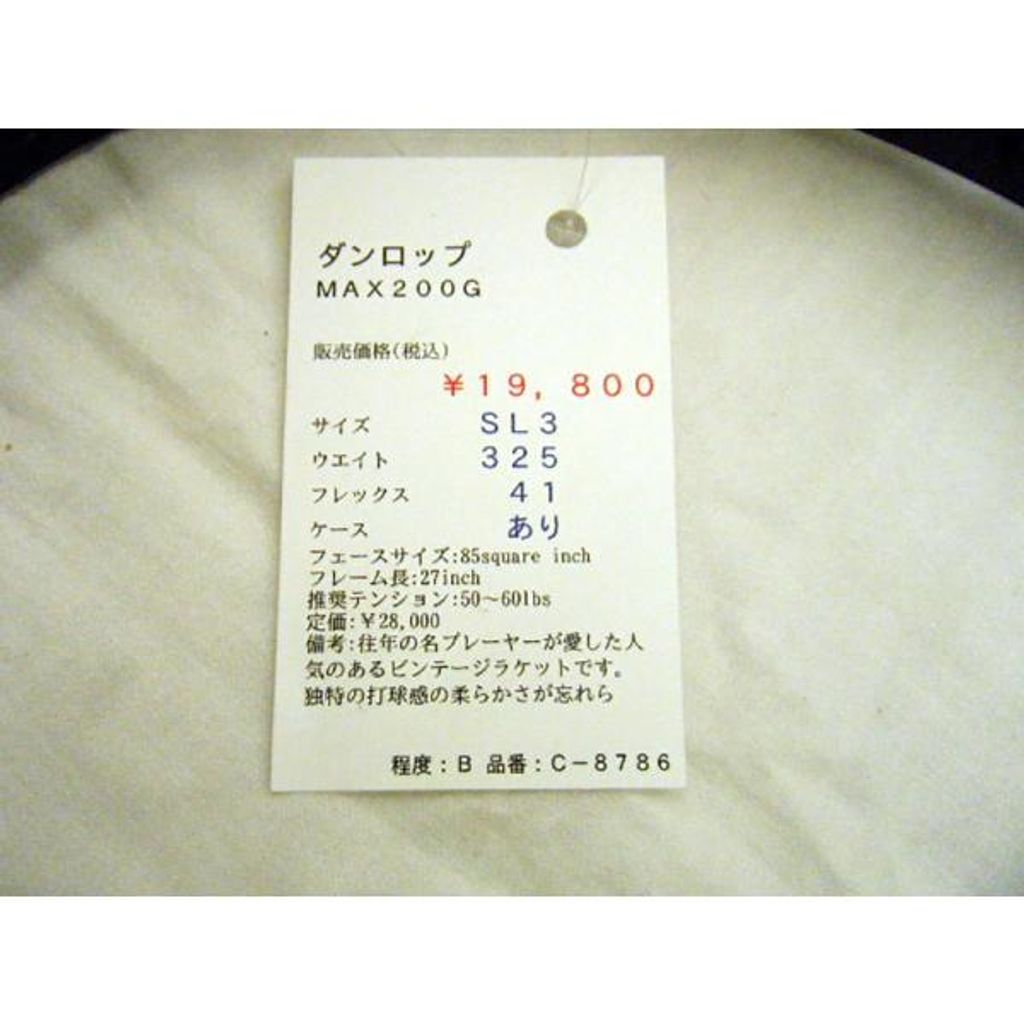 ダンロップ
MAX200G
販売価格(税込)
¥19,800
サイズ SL3
ウエイト 325
フレックス 41
ケース あり
フェースサイズ:85square inch
フレーム長:27inch
推奨テンション:50～60lbs
定価:¥28,000
備考:往年の名プレーヤーが愛した人
気のあるビンテージラケットです。
独特の打球感の柔らかさが忘れら
程度:B 品番:C－8786